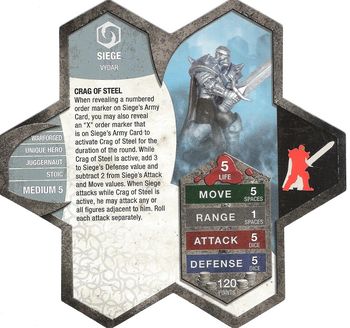 SIEGE
VYDAR
CRAG OF STEEL
When revealing a numbered
order marker on Siege's Army
Card, you may also reveal
an "X" order marker that
is on Siege's Army Card to
activate Crag of Steel for the
duration of the round. While
Crag of Steel is active, add 3
to Siege's Defense value and
subtract 2 from Siege's Attack
and Move values. When Siege
attacks while Crag of Steel is
active, he may attack any or
all figures adjacent to him. Roll
each attack separately.
WARFORGED
UNIQUE HERO
JUGGERNAUT
STOIC
MEDIUM 5
5
LIFE
MOVE 5
SPACES
RANGE 1
SPACES
ATTACK 5
DICE
DEFENSE 5
DICE
120
POINTS